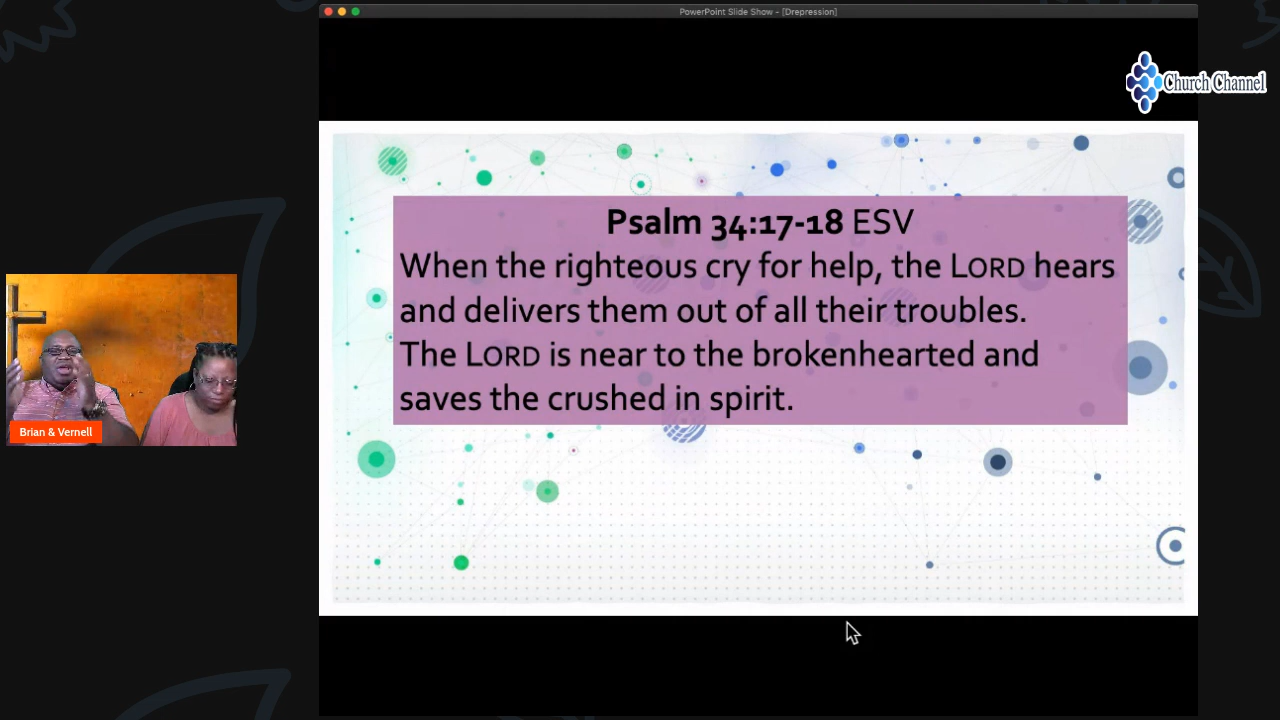 PowerPoint Slide Show - [Drepression]
Church Channel
Psalm 34:17-18 ESV
When the righteous cry for help, the LORD hears
and delivers them out of all their troubles.
The LORD is near to the brokenhearted and
saves the crushed in spirit.
Brian & Vernell